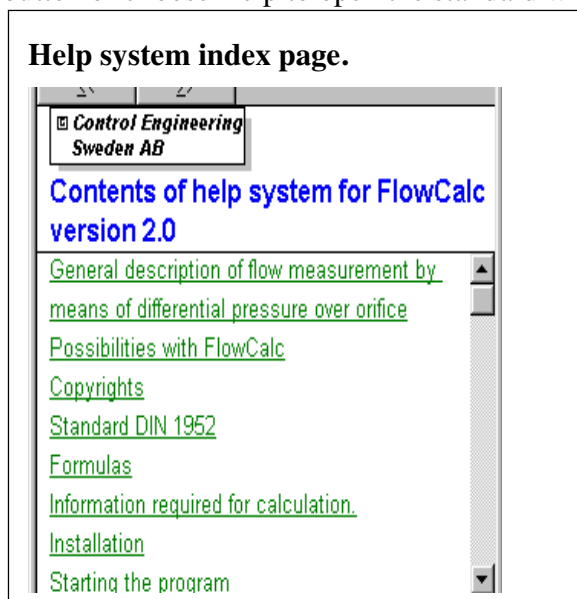 Help system index page.
Control Engineering
Sweden AB
Contents of help system for FlowCalc
version 2.0
General description of flow measurement by
means of differential pressure over orifice
Possibilities with FlowCalc
Copyrights
Standard DIN 1952
Formulas
Information required for calculation.
Installation
Starting the program